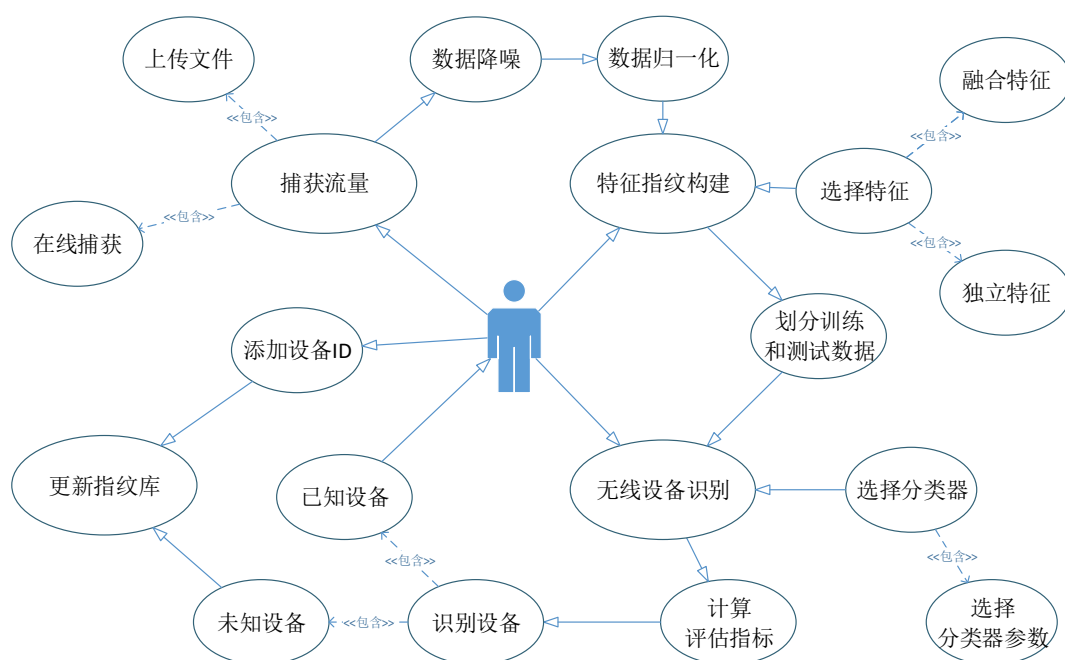 上传文件
数据降噪
数据归一化
融合特征
<<包含>>
<<包含>>
捕获流量
特征指纹构建
选择特征
<<包含>>
在线捕获
<<包含>>
独立特征
添加设备ID
划分训练
和测试数据
更新指纹库
已知设备
无线设备识别
选择分类器
<<包含>>
<<包含>>
未知设备
<<包含>>
识别设备
计算
评估指标
选择
分类器参数